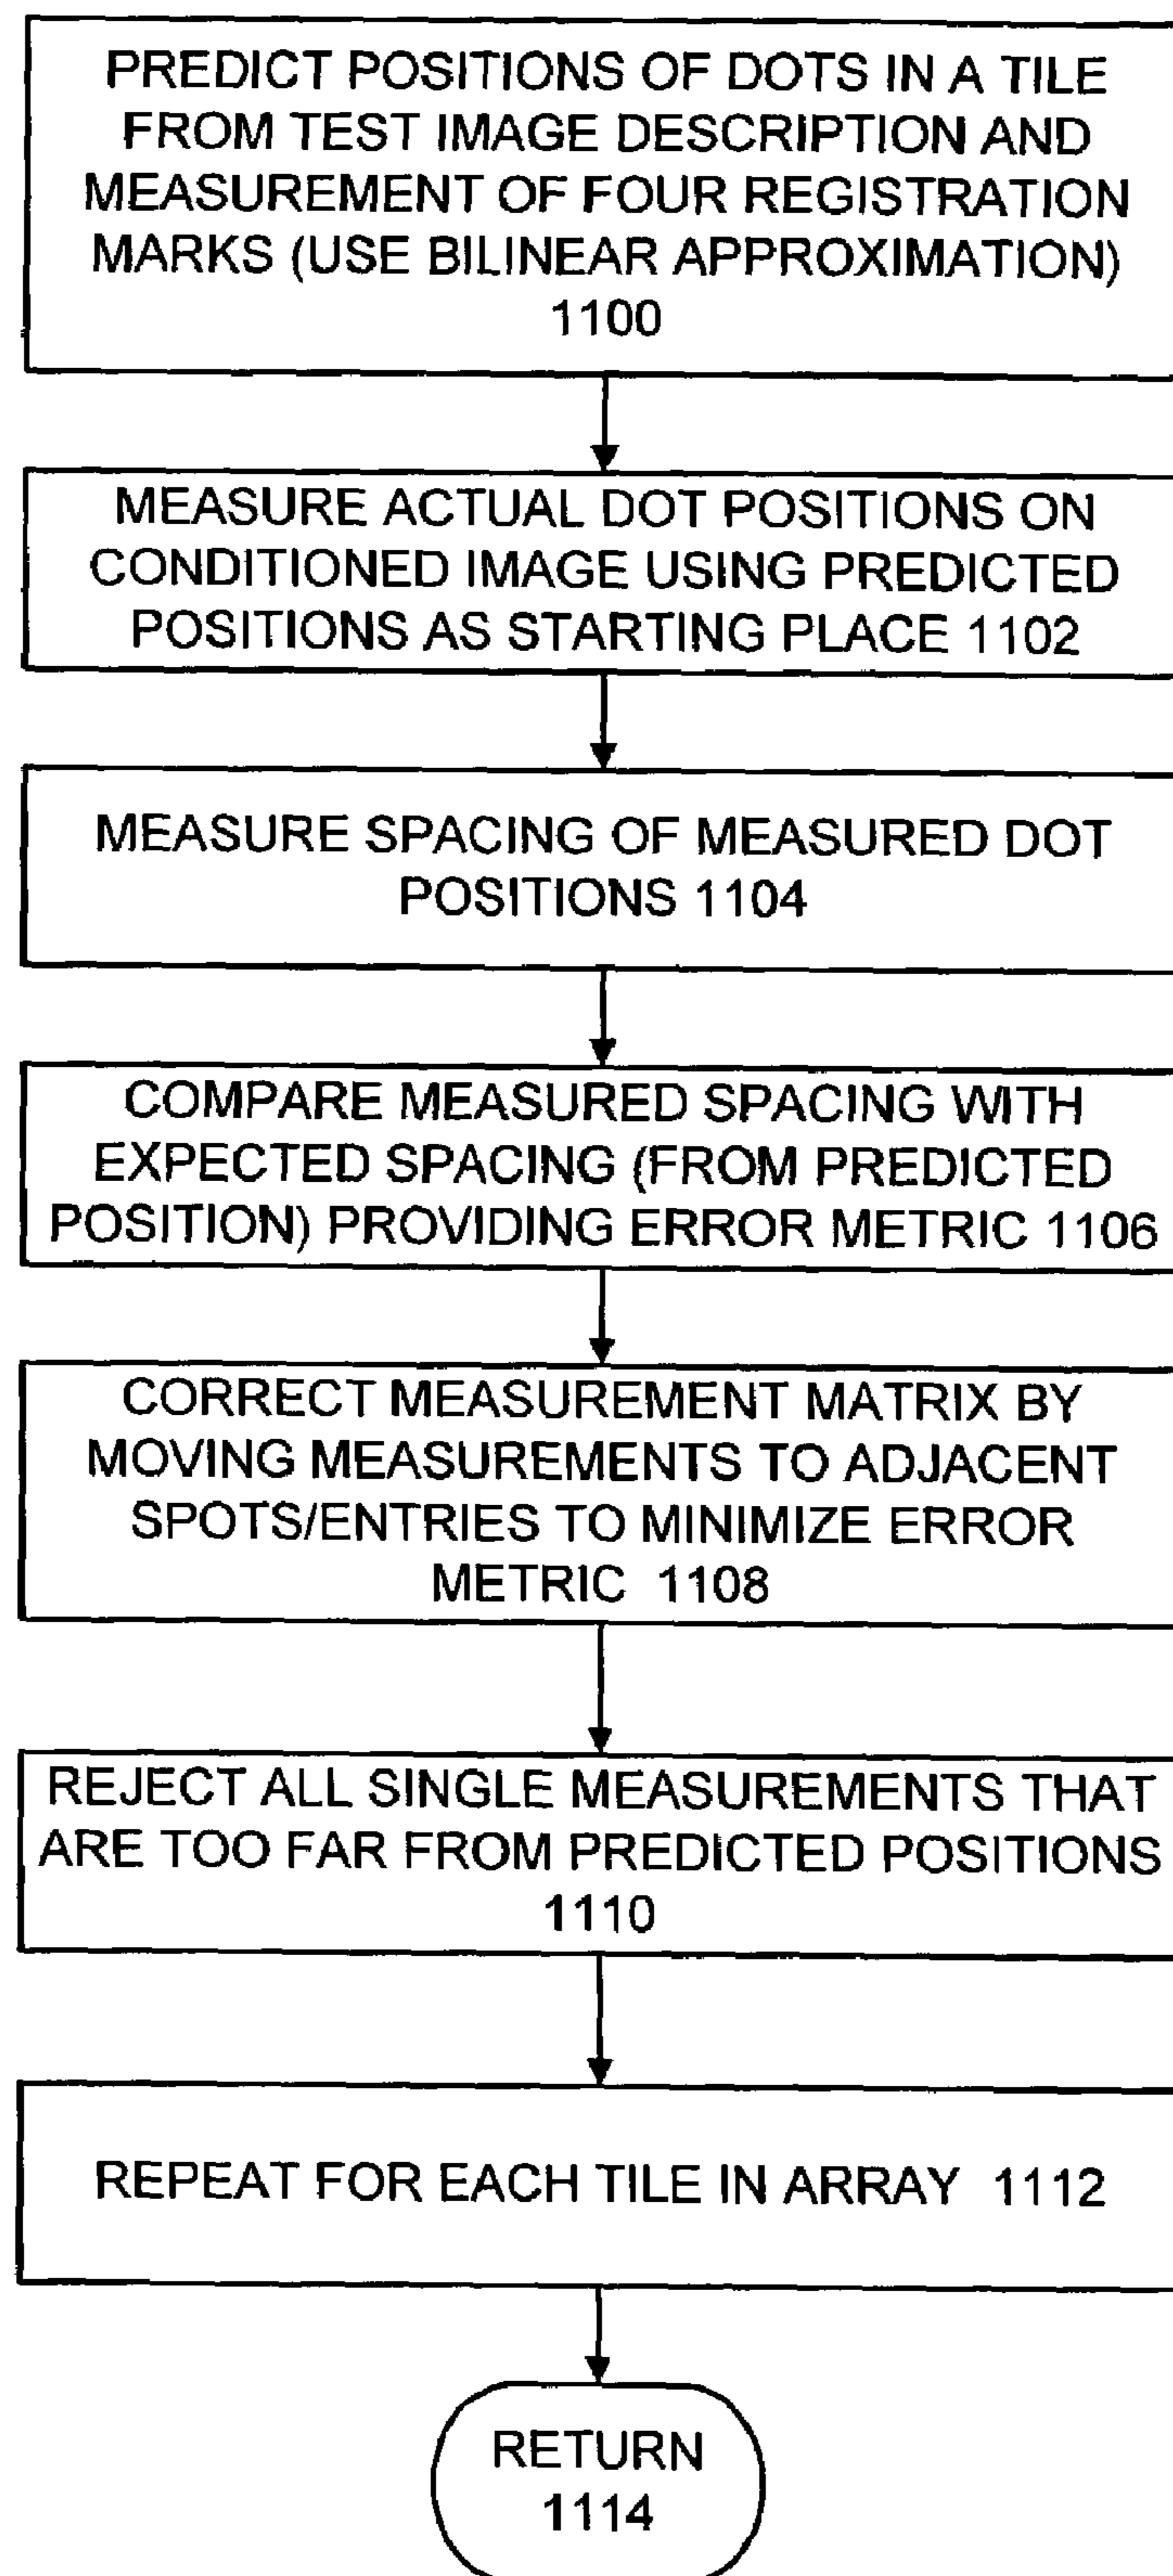 PREDICT POSITIONS OF DOTS IN A TILE
FROM TEST IMAGE DESCRIPTION AND
MEASUREMENT OF FOUR REGISTRATION
MARKS (USE BILINEAR APPROXIMATION)
1100
MEASURE ACTUAL DOT POSITIONS ON
CONDITIONED IMAGE USING PREDICTED
POSITIONS AS STARTING PLACE 1102
MEASURE SPACING OF MEASURED DOT
POSITIONS 1104
COMPARE MEASURED SPACING WITH
EXPECTED SPACING (FROM PREDICTED
POSITION) PROVIDING ERROR METRIC 1106
CORRECT MEASUREMENT MATRIX BY
MOVING MEASUREMENTS TO ADJACENT
SPOTS/ENTRIES TO MINIMIZE ERROR
METRIC 1108
REJECT ALL SINGLE MEASUREMENTS THAT
ARE TOO FAR FROM PREDICTED POSITIONS
1110
REPEAT FOR EACH TILE IN ARRAY 1112
RETURN
1114